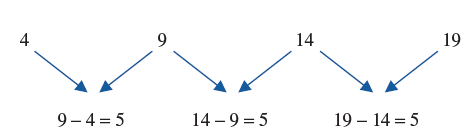 4 9 14 19
9 – 4 = 5 14 – 9 = 5 19 – 14 = 5